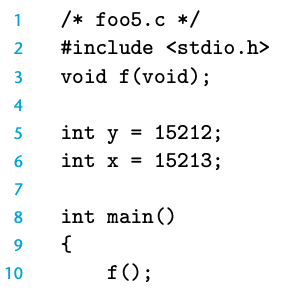 1 /* foo5.c */
2 #include <stdio.h>
3 void f(void);
4
5 int y = 15212;
6 int x = 15213;
7
8 int main()
9 {
10 f();